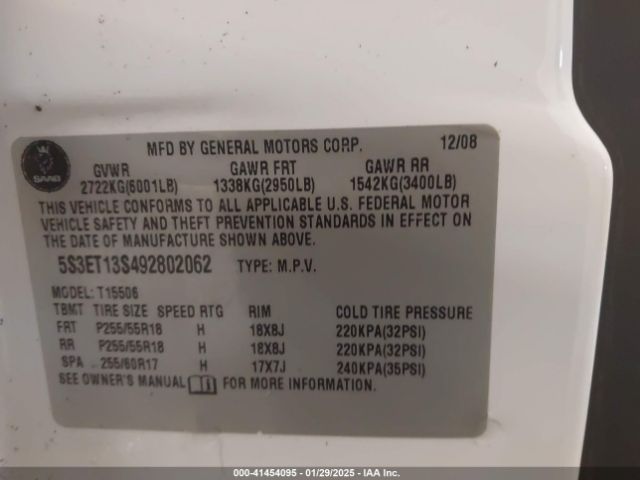 MFD BY GENERAL MOTORS CORP. 12/08
SAAB
GVWR GAWR FRT GAWR RR
2722KG(6001LB) 1338KG(2950LB) 1542KG(3400LB)
THIS VEHICLE CONFORMS TO ALL APPLICABLE U.S. FEDERAL MOTOR
VEHICLE SAFETY AND THEFT PREVENTION STANDARDS IN EFFECT ON
THE DATE OF MANUFACTURE SHOWN ABOVE.
5S3ET13S492802062 TYPE: M.P.V.
MODEL: T15506
TBMT TIRE SIZE SPEED RTG RIM COLD TIRE PRESSURE
FRT P255/55R18 H 18X8J 220KPA(32PSI)
RR P255/55R18 H 18X8J 220KPA(32PSI)
SPA 255/60R17 H 17X7J 240KPA(35PSI)
SEE OWNER'S MANUAL FOR MORE INFORMATION.
000-41454095 - 01/29/2025 - IAA Inc.